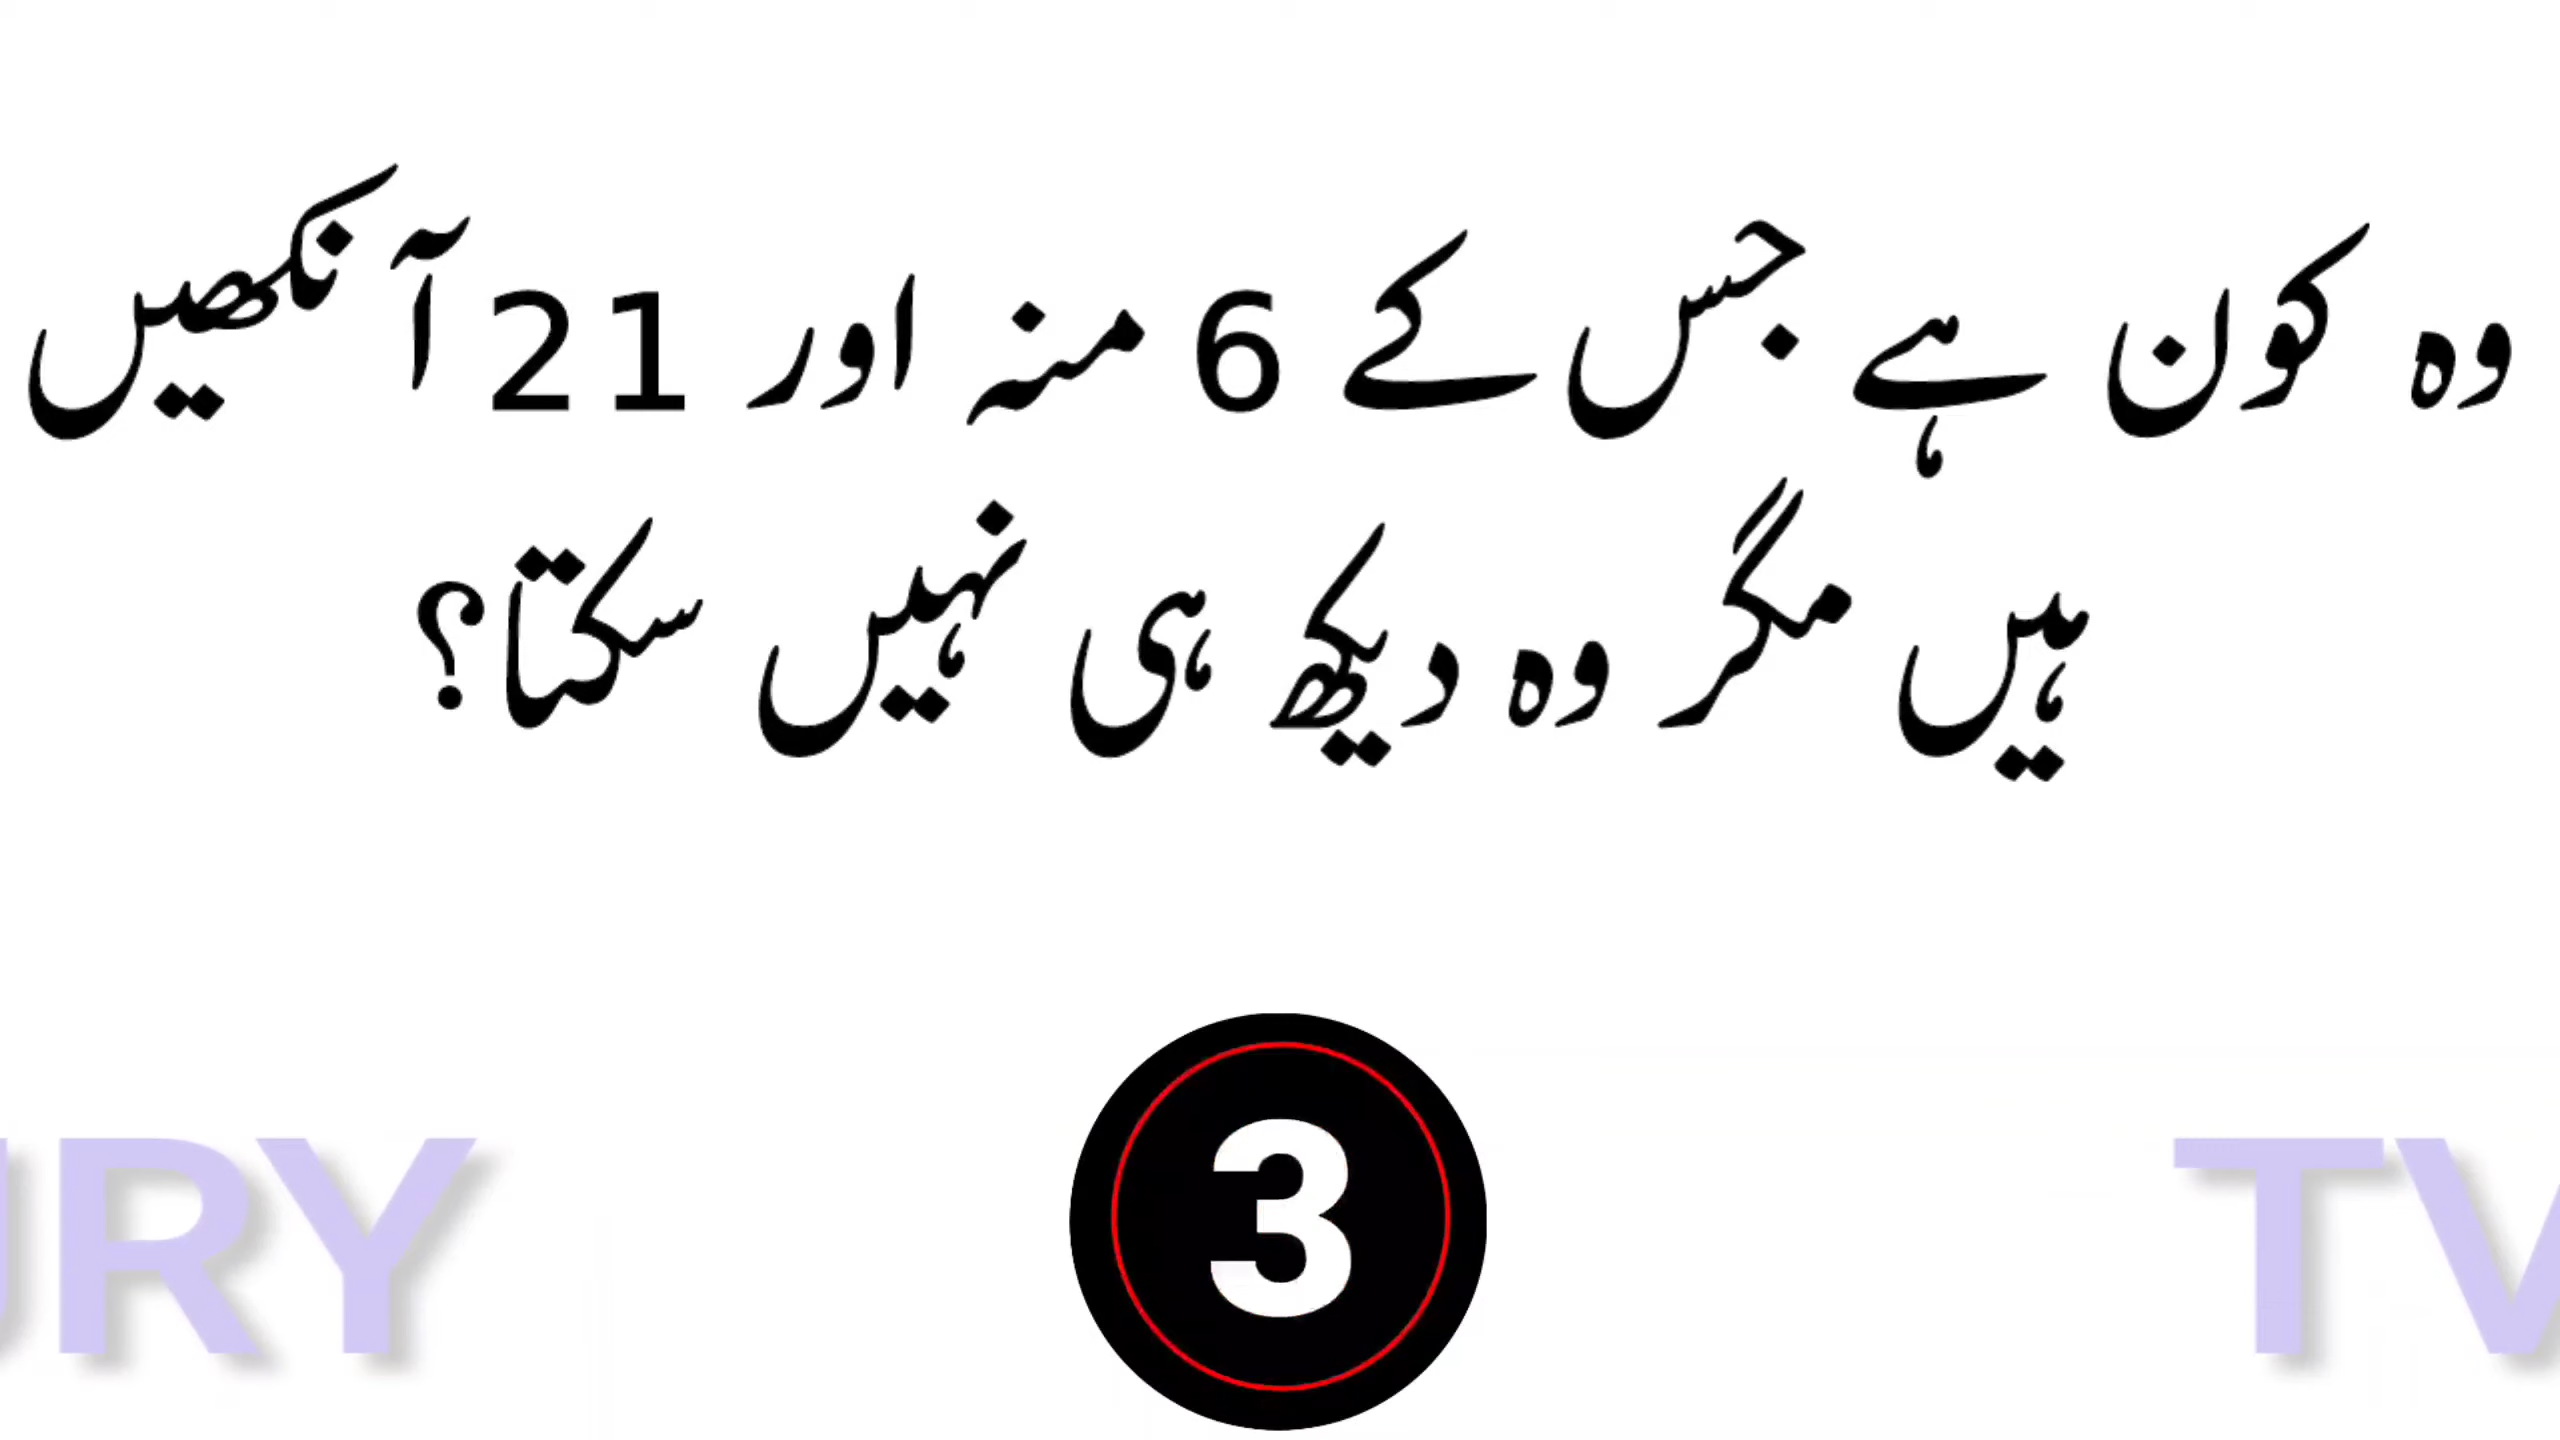 وہ کون ہے جس کے 6 منہ اور 21 آنکھیں
ہیں مگر وہ دیکھ ہی نہیں سکتا؟
3
URY TV